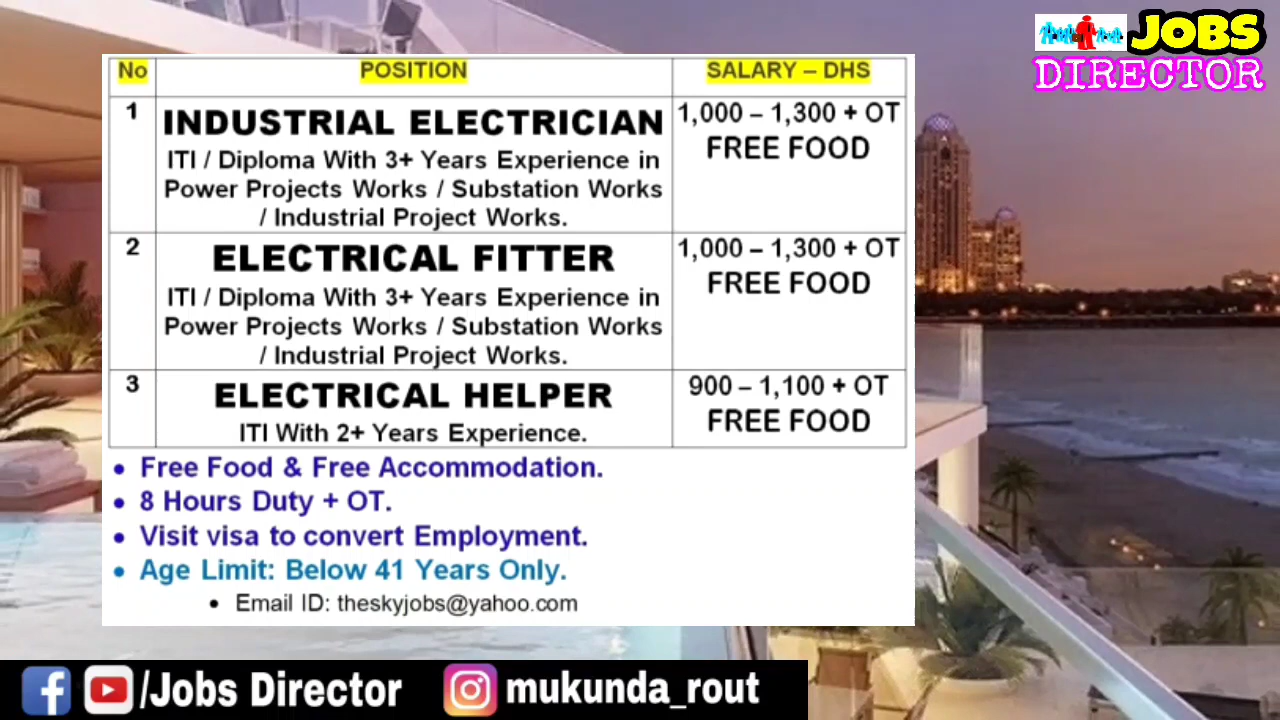 JOBS
DIRECTOR
No POSITION SALARY – DHS
1 INDUSTRIAL ELECTRICIAN 1,000 – 1,300 + OT
ITI / Diploma With 3+ Years Experience in FREE FOOD
Power Projects Works / Substation Works
/ Industrial Project Works.
2 ELECTRICAL FITTER 1,000 – 1,300 + OT
ITI / Diploma With 3+ Years Experience in FREE FOOD
Power Projects Works / Substation Works
/ Industrial Project Works.
3 ELECTRICAL HELPER 900 – 1,100 + OT
ITI With 2+ Years Experience. FREE FOOD
• Free Food & Free Accommodation.
• 8 Hours Duty + OT.
• Visit visa to convert Employment.
• Age Limit: Below 41 Years Only.
• Email ID: theskyjobs@yahoo.com
/Jobs Director mukunda_rout